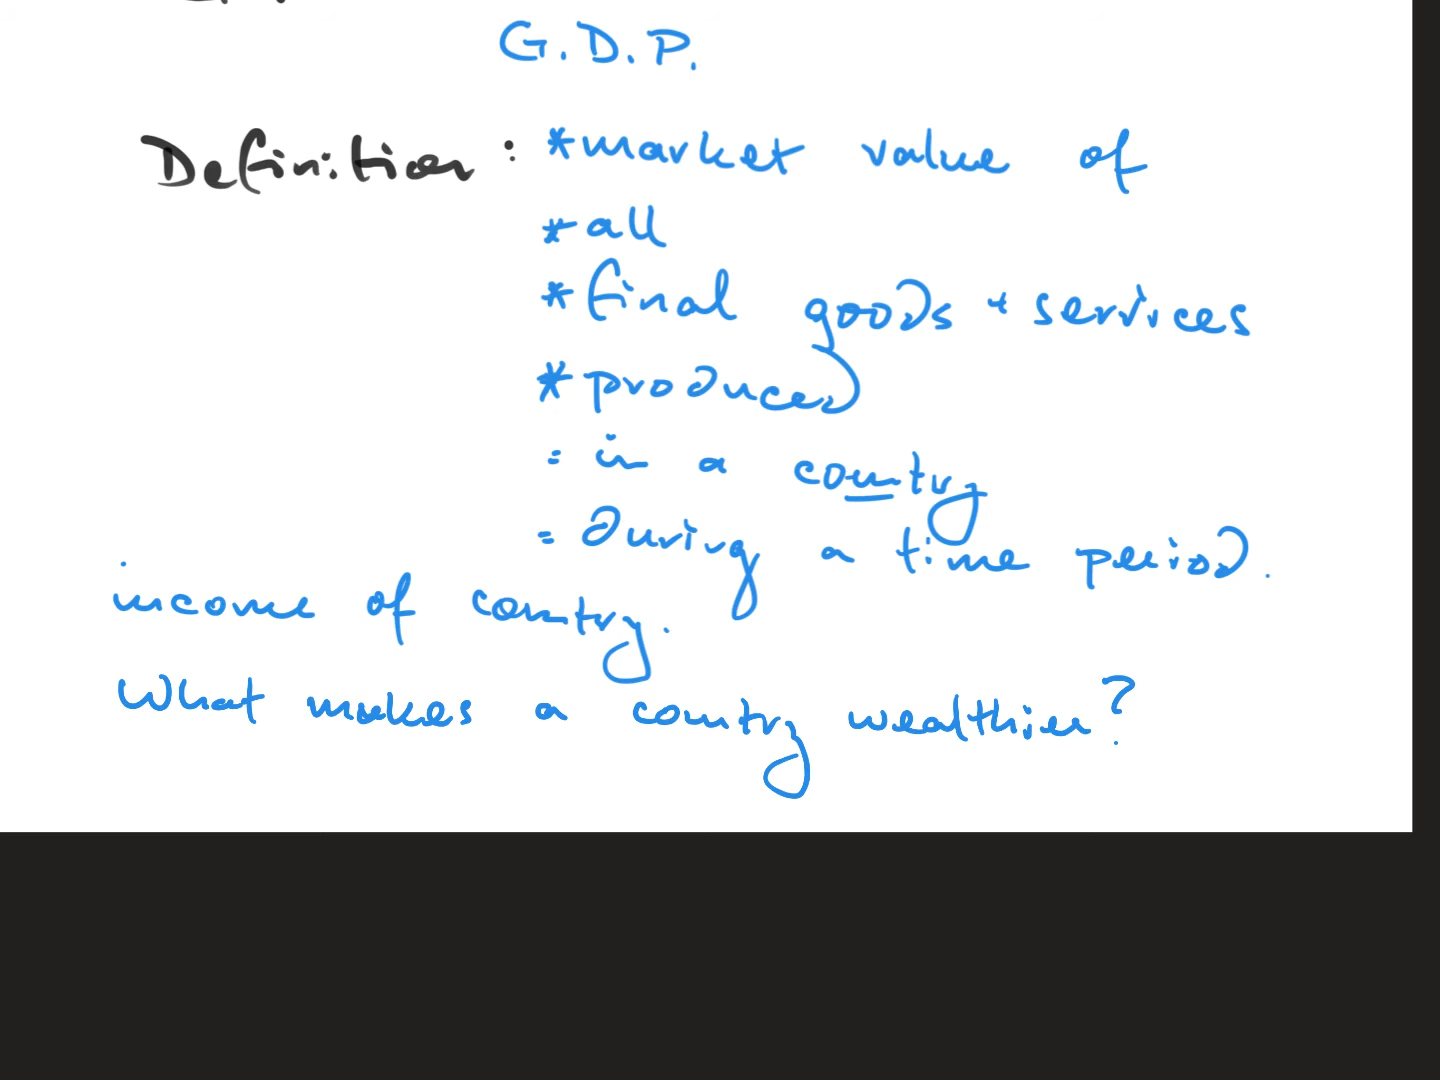 G.D.P.
Definition : *market value of
*all
*final goods + services
*produced
= in a country
= During a time period.
income of country.
What makes a country wealthier?